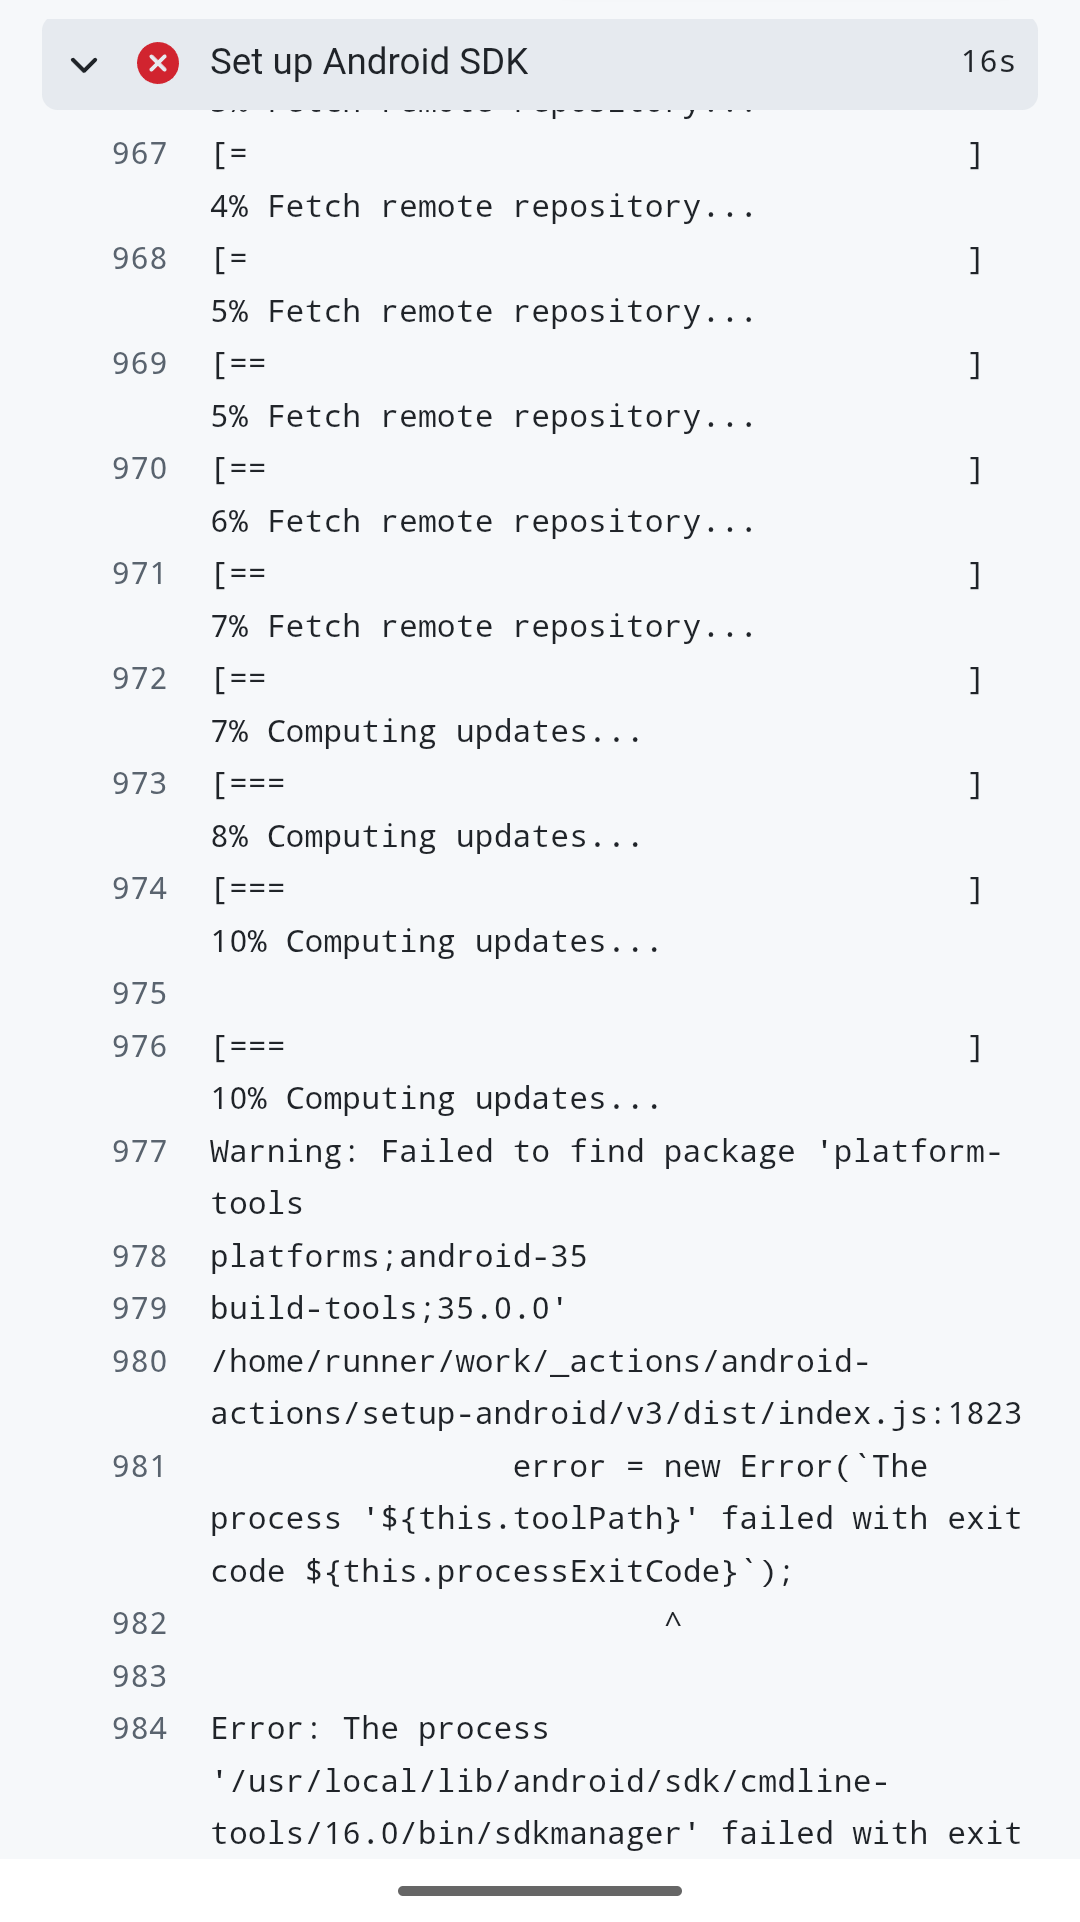 Set up Android SDK 16s
967 [= ]
4% Fetch remote repository...
968 [= ]
5% Fetch remote repository...
969 [== ]
5% Fetch remote repository...
970 [== ]
6% Fetch remote repository...
971 [== ]
7% Fetch remote repository...
972 [== ]
7% Computing updates...
973 [=== ]
8% Computing updates...
974 [=== ]
10% Computing updates...
975
976 [=== ]
10% Computing updates...
977 Warning: Failed to find package 'platform-
tools
978 platforms;android-35
979 build-tools;35.0.0'
980 /home/runner/work/_actions/android-
actions/setup-android/v3/dist/index.js:1823
981 error = new Error(`The
process '${this.toolPath}' failed with exit
code ${this.processExitCode}`);
982 ^
983
984 Error: The process
'/usr/local/lib/android/sdk/cmdline-
tools/16.0/bin/sdkmanager' failed with exit